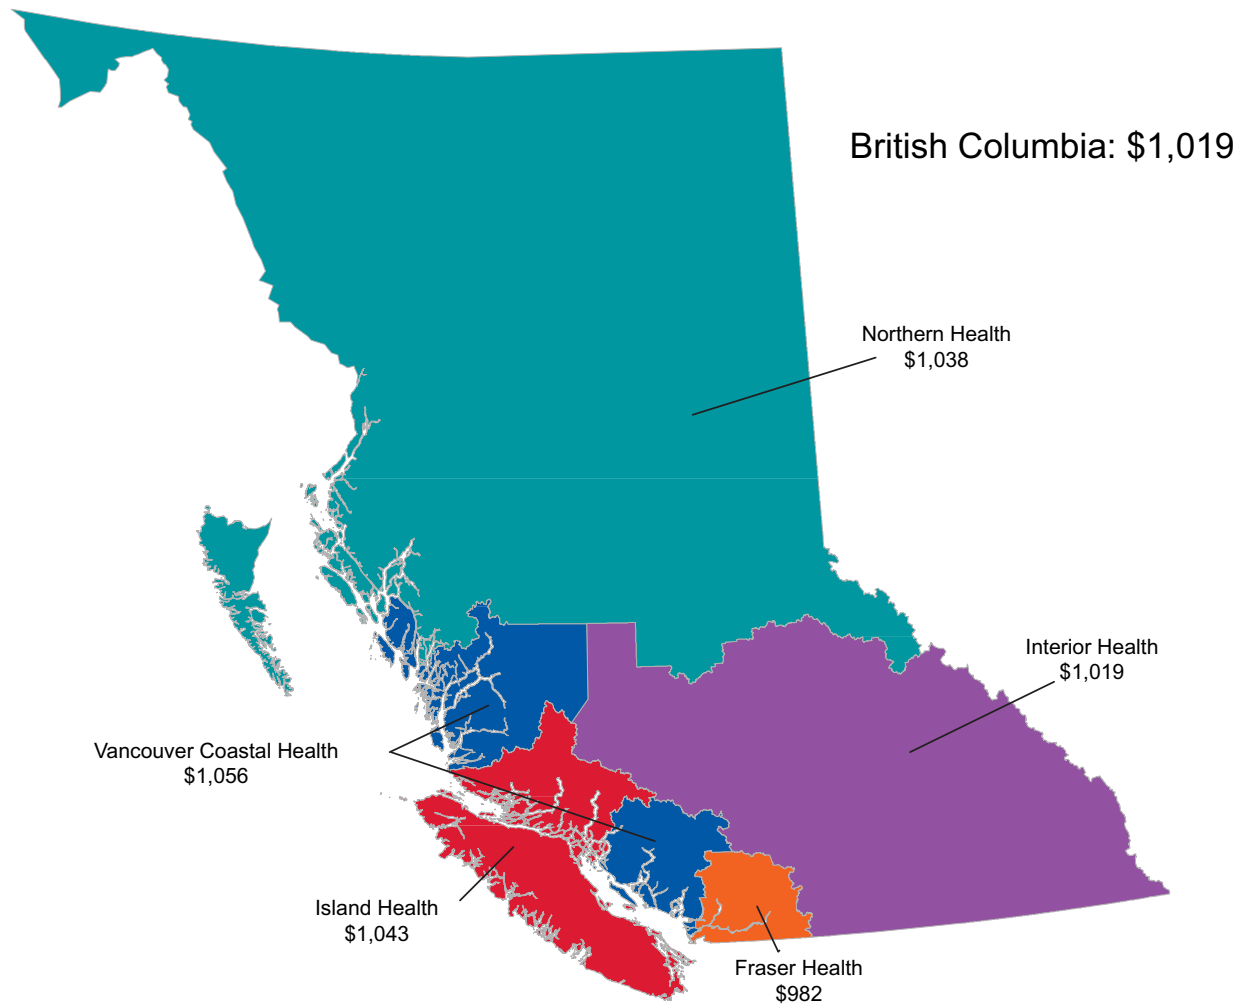 British Columbia: $1,019
Northern Health
$1,038
Interior Health
$1,019
Vancouver Coastal Health
$1,056
Island Health
$1,043
Fraser Health
$982